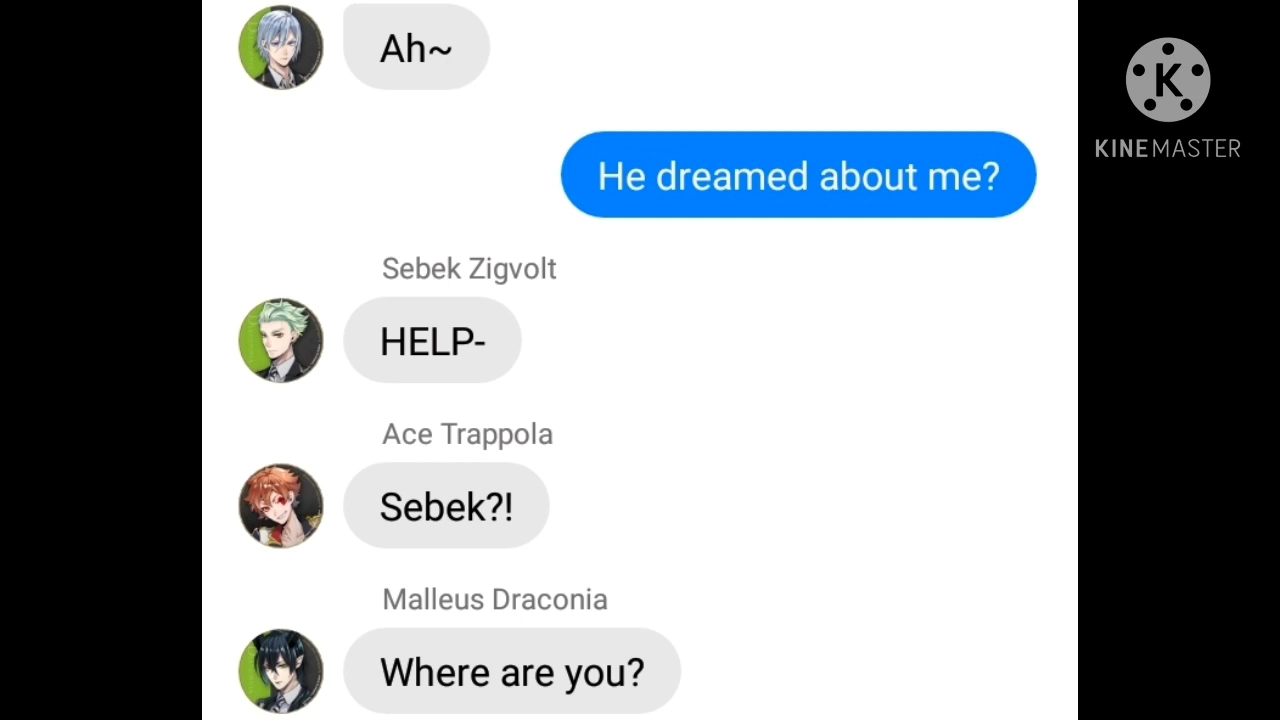 Ah~
He dreamed about me?
Sebek Zigvolt
HELP-
Ace Trappola
Sebek?!
Malleus Draconia
Where are you?
K
KINEMASTER